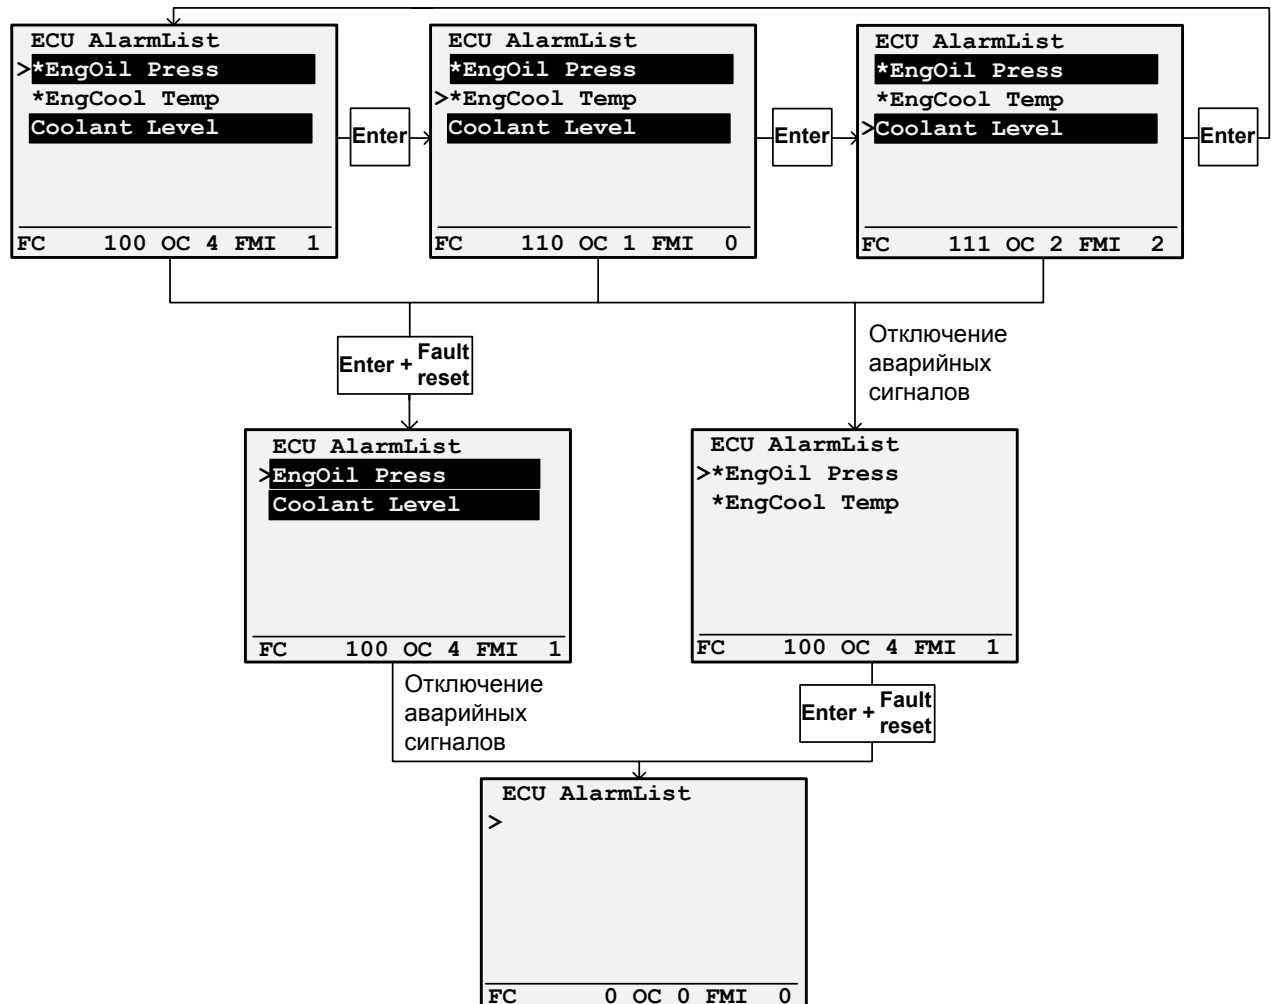 ECU AlarmList
>*EngOil Press
*EngCool Temp
Coolant Level
FC 100 OC 4 FMI 1
Enter
ECU AlarmList
*EngOil Press
>*EngCool Temp
Coolant Level
FC 110 OC 1 FMI 0
Enter
ECU AlarmList
*EngOil Press
*EngCool Temp
>Coolant Level
FC 111 OC 2 FMI 2
Enter
Enter + Fault
reset
Отключение
аварийных
сигналов
ECU AlarmList
>EngOil Press
Coolant Level
FC 100 OC 4 FMI 1
ECU AlarmList
>*EngOil Press
*EngCool Temp
FC 100 OC 4 FMI 1
Отключение
аварийных
сигналов
Enter + Fault
reset
ECU AlarmList
>
FC 0 OC 0 FMI 0